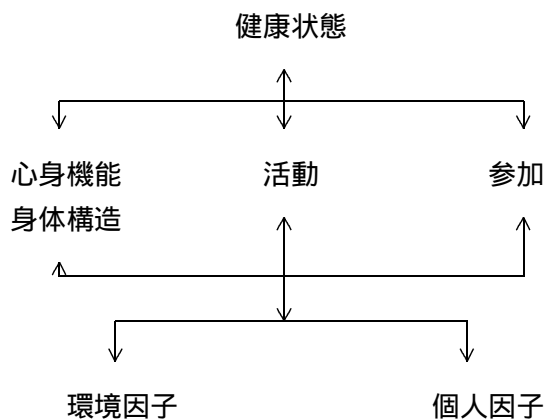 健康状態
心身機能
身体構造
活動
参加
環境因子
個人因子